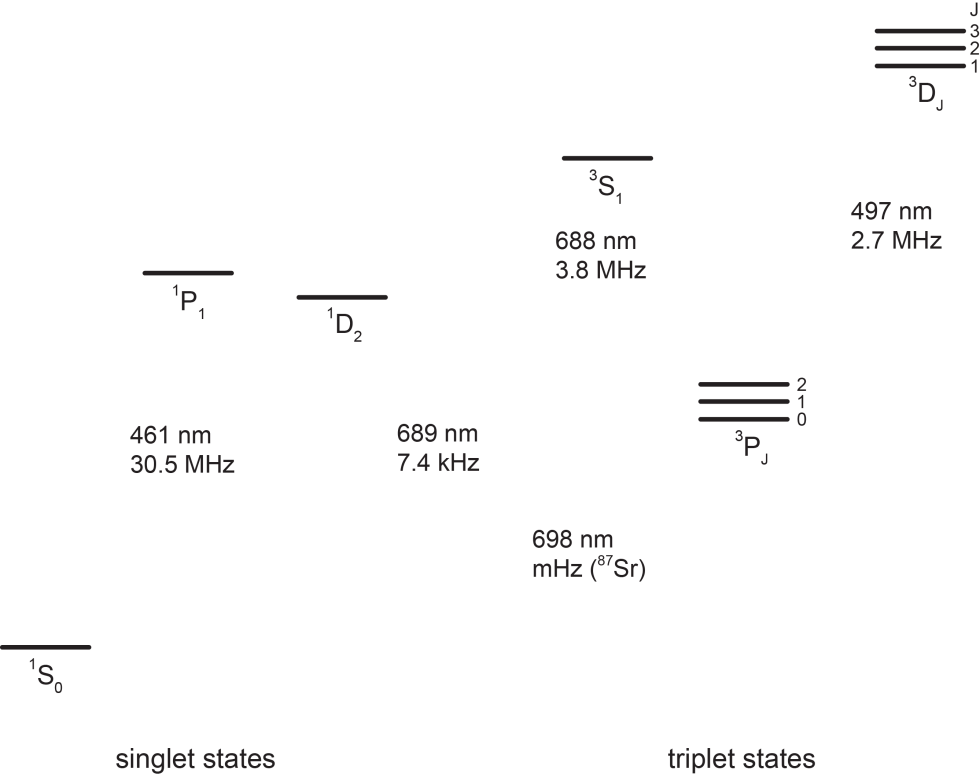 J
3
2
1
³D_J
³S₁
688 nm
3.8 MHz
497 nm
2.7 MHz
¹P₁
¹D₂
2
1
0
³P_J
461 nm
30.5 MHz
689 nm
7.4 kHz
698 nm
mHz (⁸⁷Sr)
¹S₀
singlet states
triplet states